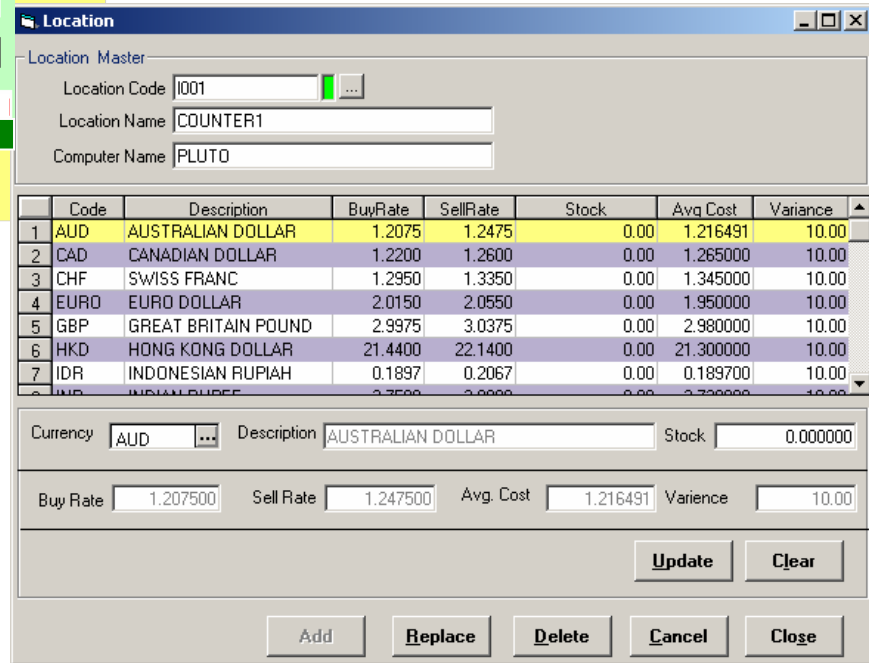 Location
Location Master
Location Code I001 ...
Location Name COUNTER1
Computer Name PLUTO
Code Description BuyRate SellRate Stock Avg Cost Variance
1 AUD AUSTRALIAN DOLLAR 1.2075 1.2475 0.00 1.216491 10.00
2 CAD CANADIAN DOLLAR 1.2200 1.2600 0.00 1.265000 10.00
3 CHF SWISS FRANC 1.2950 1.3350 0.00 1.345000 10.00
4 EURO EURO DOLLAR 2.0150 2.0550 0.00 1.950000 10.00
5 GBP GREAT BRITAIN POUND 2.9975 3.0375 0.00 2.980000 10.00
6 HKD HONG KONG DOLLAR 21.4400 22.1400 0.00 21.300000 10.00
7 IDR INDONESIAN RUPIAH 0.1897 0.2067 0.00 0.189700 10.00
Currency AUD ... Description AUSTRALIAN DOLLAR Stock 0.000000
Buy Rate 1.207500 Sell Rate 1.247500 Avg. Cost 1.216491 Varience 10.00
Update Clear
Add Replace Delete Cancel Close